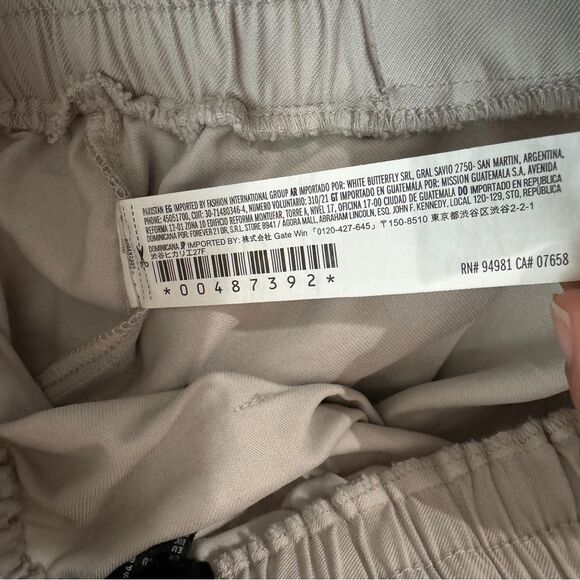 PAKISTAN EG IMPORTED BY FASHION INTERNATIONAL GROUP AR IMPORTADO POR: WHITE BUTTERFLY SRL, GRAL SAVIO 2750- SAN MARTIN, ARGENTINA,
PHONE: 45051700, CUIT: 30-71480346-4, NUMERO VOLUNTARIO: 310/21 GT IMPORTADO EN GUATEMALA POR: MISSION GUATEMALA S.A, AVENIDA
REFORMA 12-01 ZONA 10 EDIFICIO REFORMA MONTUFAR, TORRE A, NIVEL 17, OFICINA 17-00 CIUDAD DE GUATEMALA DO IMPORTADO EN REPUBLICA
DOMINICANA POR: FOREVER 21 DR, S.R.L. STORE B941 / AGORA MALL, ABRAHAM LINCOLN, ESQ. JOHN F. KENNEDY, LOCAL 120-129, STO, REPUBLICA
DOMINICANA JP IMPORTED BY: 株式会社 Gate Win 「0120-427-645」 〒150-8510 東京都渋谷区渋谷2-2-1
渋谷ヒカリエ27F
*00487392*
RN# 94981 CA# 07658